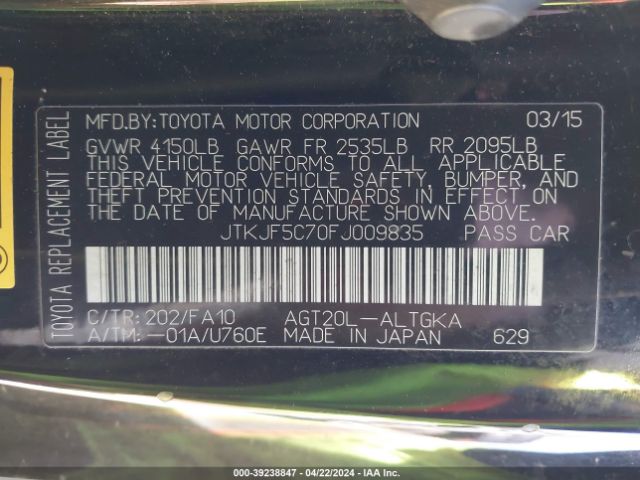 TOYOTA REPLACEMENT LABEL
MFD.BY:TOYOTA MOTOR CORPORATION 03/15
GVWR 4150LB GAWR FR 2535LB RR 2095LB
THIS VEHICLE CONFORMS TO ALL APPLICABLE
FEDERAL MOTOR VEHICLE SAFETY, BUMPER, AND
THEFT PREVENTION STANDARDS IN EFFECT ON
THE DATE OF MANUFACTURE SHOWN ABOVE.
JTKJF5C70FJ009835 PASS CAR
C/TR:202/FA10 AGT20L-ALTGKA
A/TM:-01A/U760E MADE IN JAPAN 629
000-39238847 - 04/22/2024 - IAA Inc.